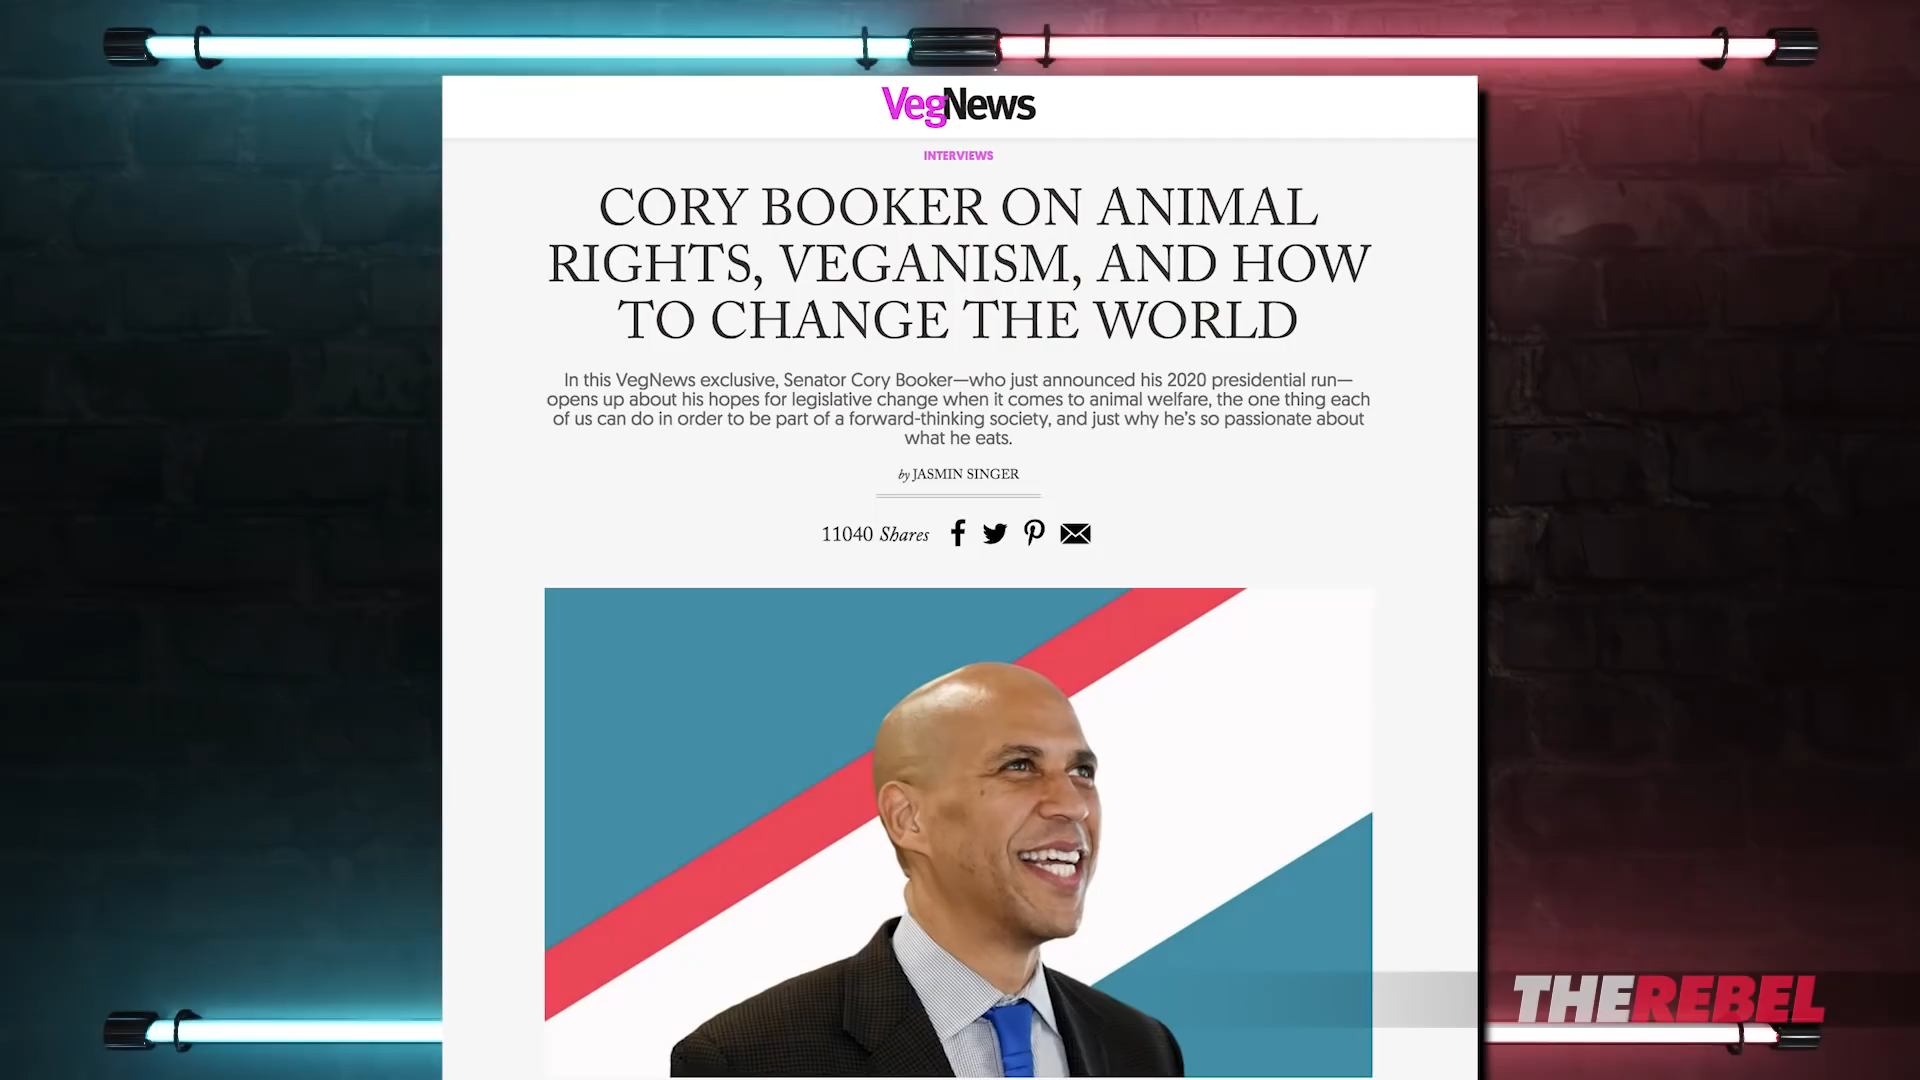 VegNews
INTERVIEWS
CORY BOOKER ON ANIMAL
RIGHTS, VEGANISM, AND HOW
TO CHANGE THE WORLD
In this VegNews exclusive, Senator Cory Booker—who just announced his 2020 presidential run—
opens up about his hopes for legislative change when it comes to animal welfare, the one thing each
of us can do in order to be part of a forward-thinking society, and just why he's so passionate about
what he eats.
by JASMIN SINGER
11040 Shares
THE REBEL